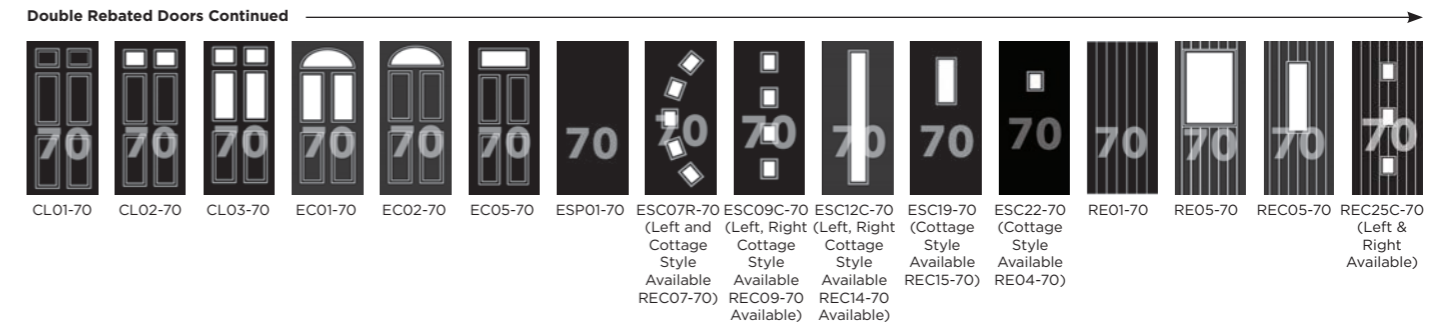 Double Rebated Doors Continued
70 70 70 70 70 70 70 70 70 70 70 70 70 70 70 70
CL01-70
CL02-70
CL03-70
EC01-70
EC02-70
EC05-70
ESP01-70
ESC07R-70
(Left and
Cottage
Style
Available
REC07-70)
ESC09C-70
(Left, Right
Cottage
Style
Available
REC09-70
Available)
ESC12C-70
(Left, Right
Cottage
Style
Available
REC14-70
Available)
ESC19-70
(Cottage
Style
Available
REC15-70)
ESC22-70
(Cottage
Style
Available
RE04-70)
RE01-70
RE05-70
REC05-70
REC25C-70
(Left &
Right
Available)